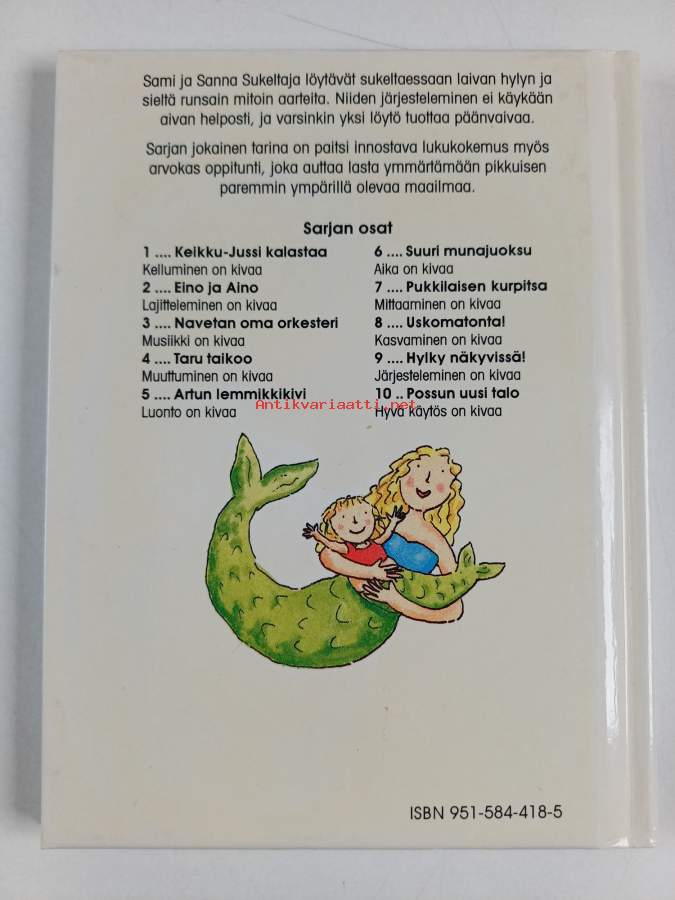 Sami ja Sanna Sukeltaja löytävät sukeltaessaan laivan hylyn ja
sieltä runsain mitoin aarteita. Niiden järjesteleminen ei käykään
aivan helposti, ja varsinkin yksi löytö tuottaa päänvaivaa.
Sarjan jokainen tarina on paitsi innostava lukukokemus myös
arvokas oppitunti, joka auttaa lasta ymmärtämään pikkuisen
paremmin ympärillä olevaa maailmaa.
Sarjan osat
1 .... Keikku-Jussi kalastaa
Kelluminen on kivaa
2 .... Eino ja Aino
Lajitteleminen on kivaa
3 .... Navetan oma orkesteri
Musiikki on kivaa
4 .... Taru taikoo
Muuttuminen on kivaa
5 .... Artun lemmikkikivi
Luonto on kivaa
6 .... Suuri munajuoksu
Aika on kivaa
7 .... Pukkilaisen kurpitsa
Mittaaminen on kivaa
8 .... Uskomatonta!
Kasvaminen on kivaa
9 .... Hylky näkyvissä!
Järjesteleminen on kivaa
10 .. Possun uusi talo
Hyvä käytös on kivaa
Antikvariaatti.net
ISBN 951-584-418-5